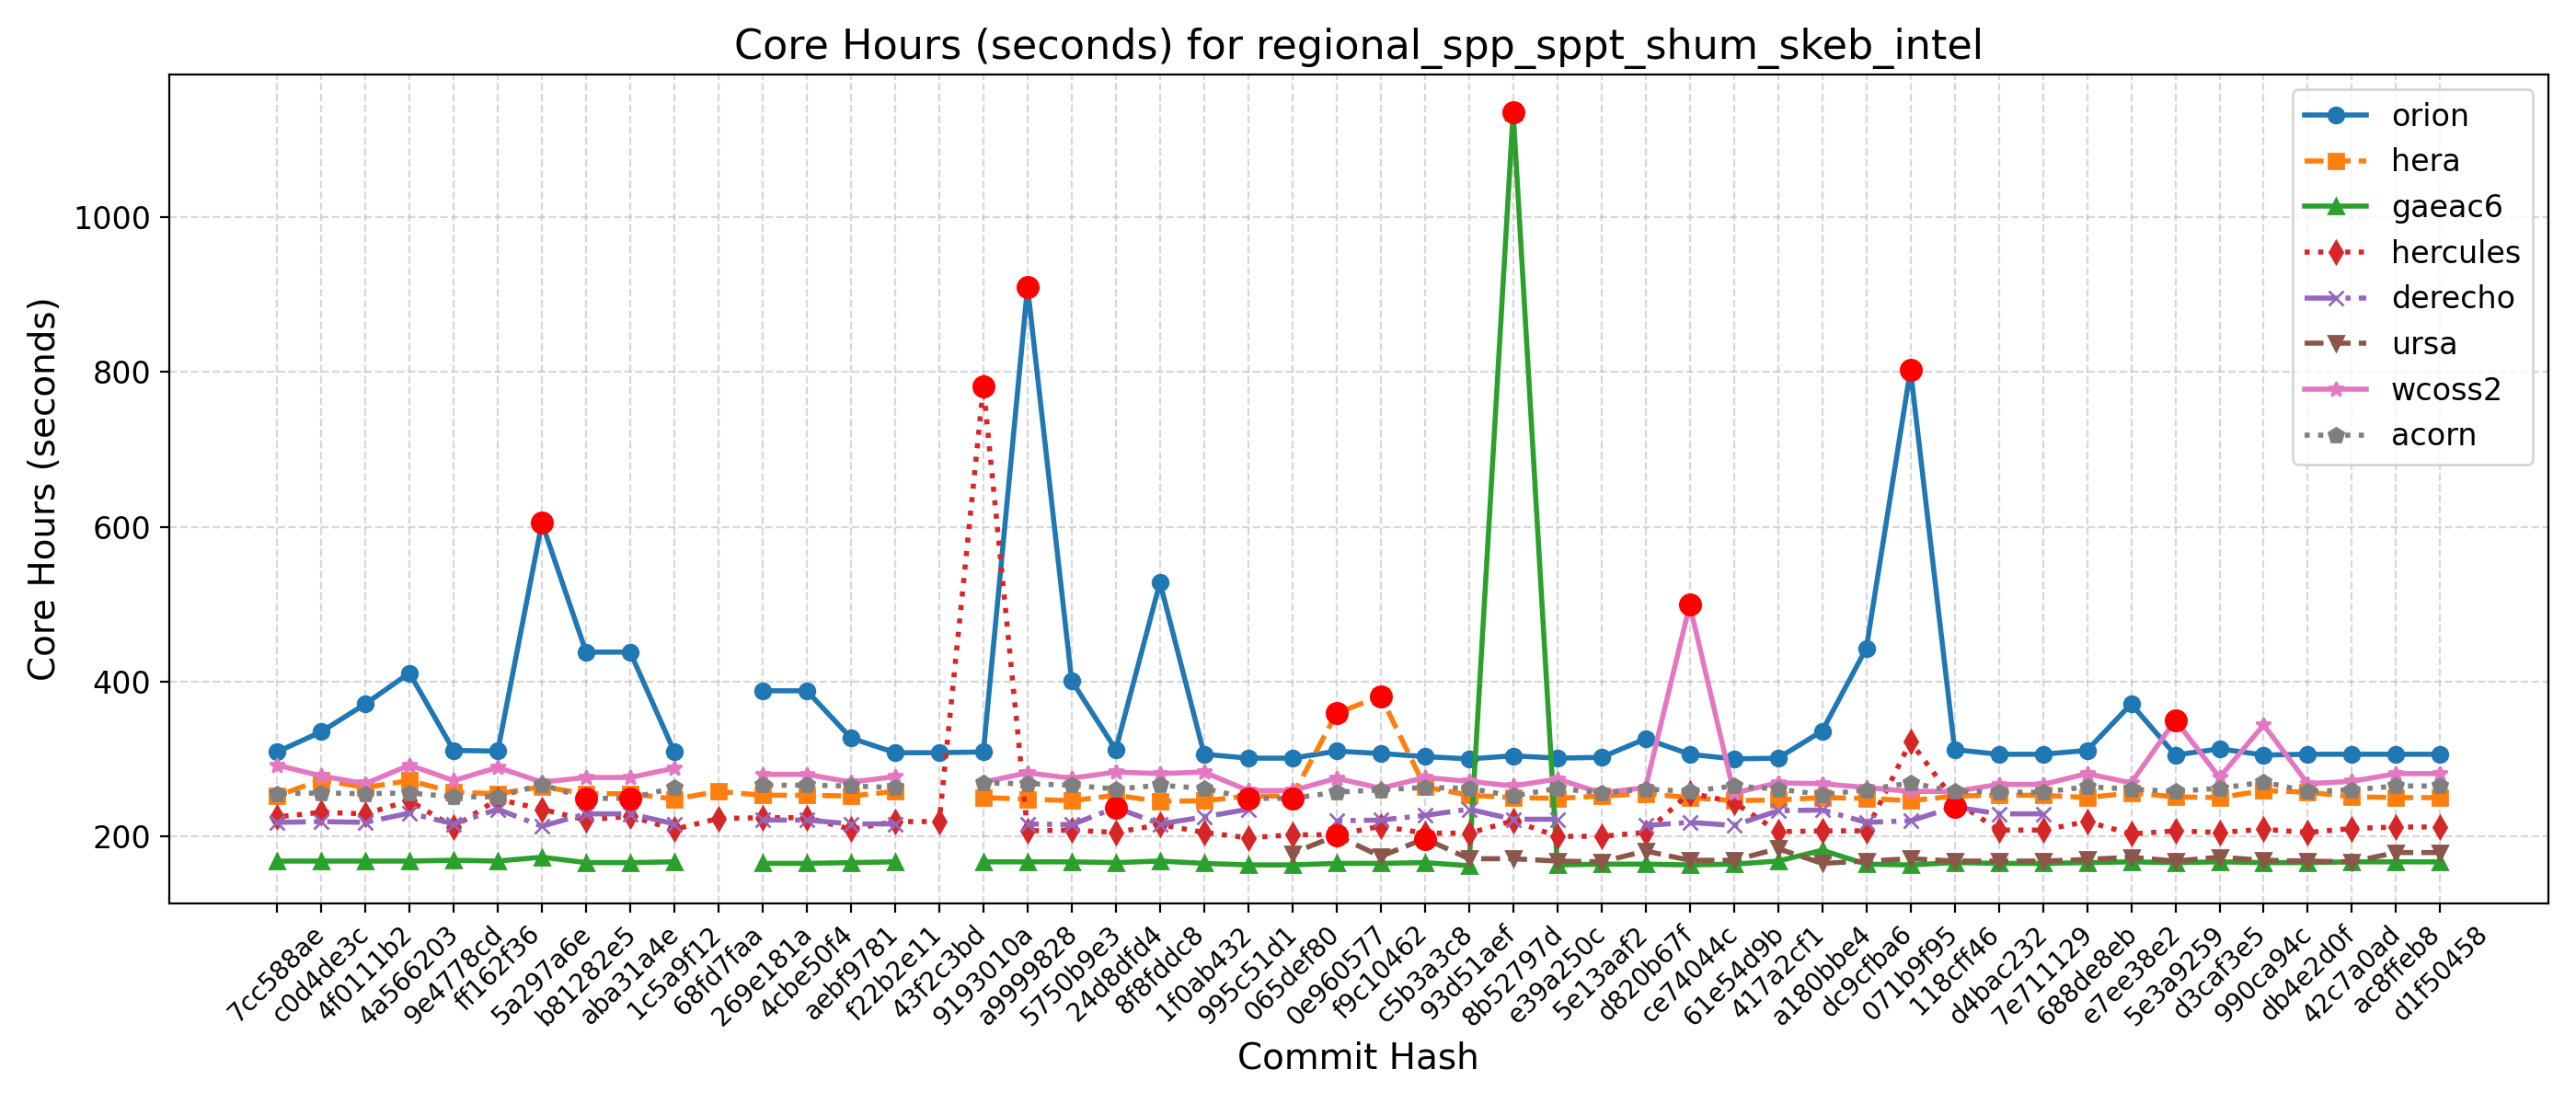 Core Hours (seconds) for regional_spp_sppt_shum_skeb_intel
Core Hours (seconds)
1000
800
600
400
200
orion
hera
gaeac6
hercules
derecho
ursa
wcoss2
acorn
7cc588ae
c0d4de3c
4f0111b2
4a566203
9e4778cd
ff162f36
5a297a6e
b81282e5
aba31a4e
1c5a9f12
68fd7faa
269e181a
4cbe50f4
aebf9781
f22b2e11
43f2c3bd
9193010a
a9999828
5750b9e3
24d8dfd4
8f8fddc8
1f0ab432
995c51d1
065def80
0e960577
f9c10462
c5b3a3c8
93d51aef
8b52797d
e39a250c
5e13aaf2
d820b67f
ce74044c
61e54d9b
417a2cf1
a180bbe4
dc9cfba6
071b9f95
118cff46
d4bac232
7e711129
688de8eb
e7ee38e2
5e3a9259
d3caf3e5
990ca94c
db4e2d0f
42c7a0ad
ac8ffeb8
d1f50458
Commit Hash